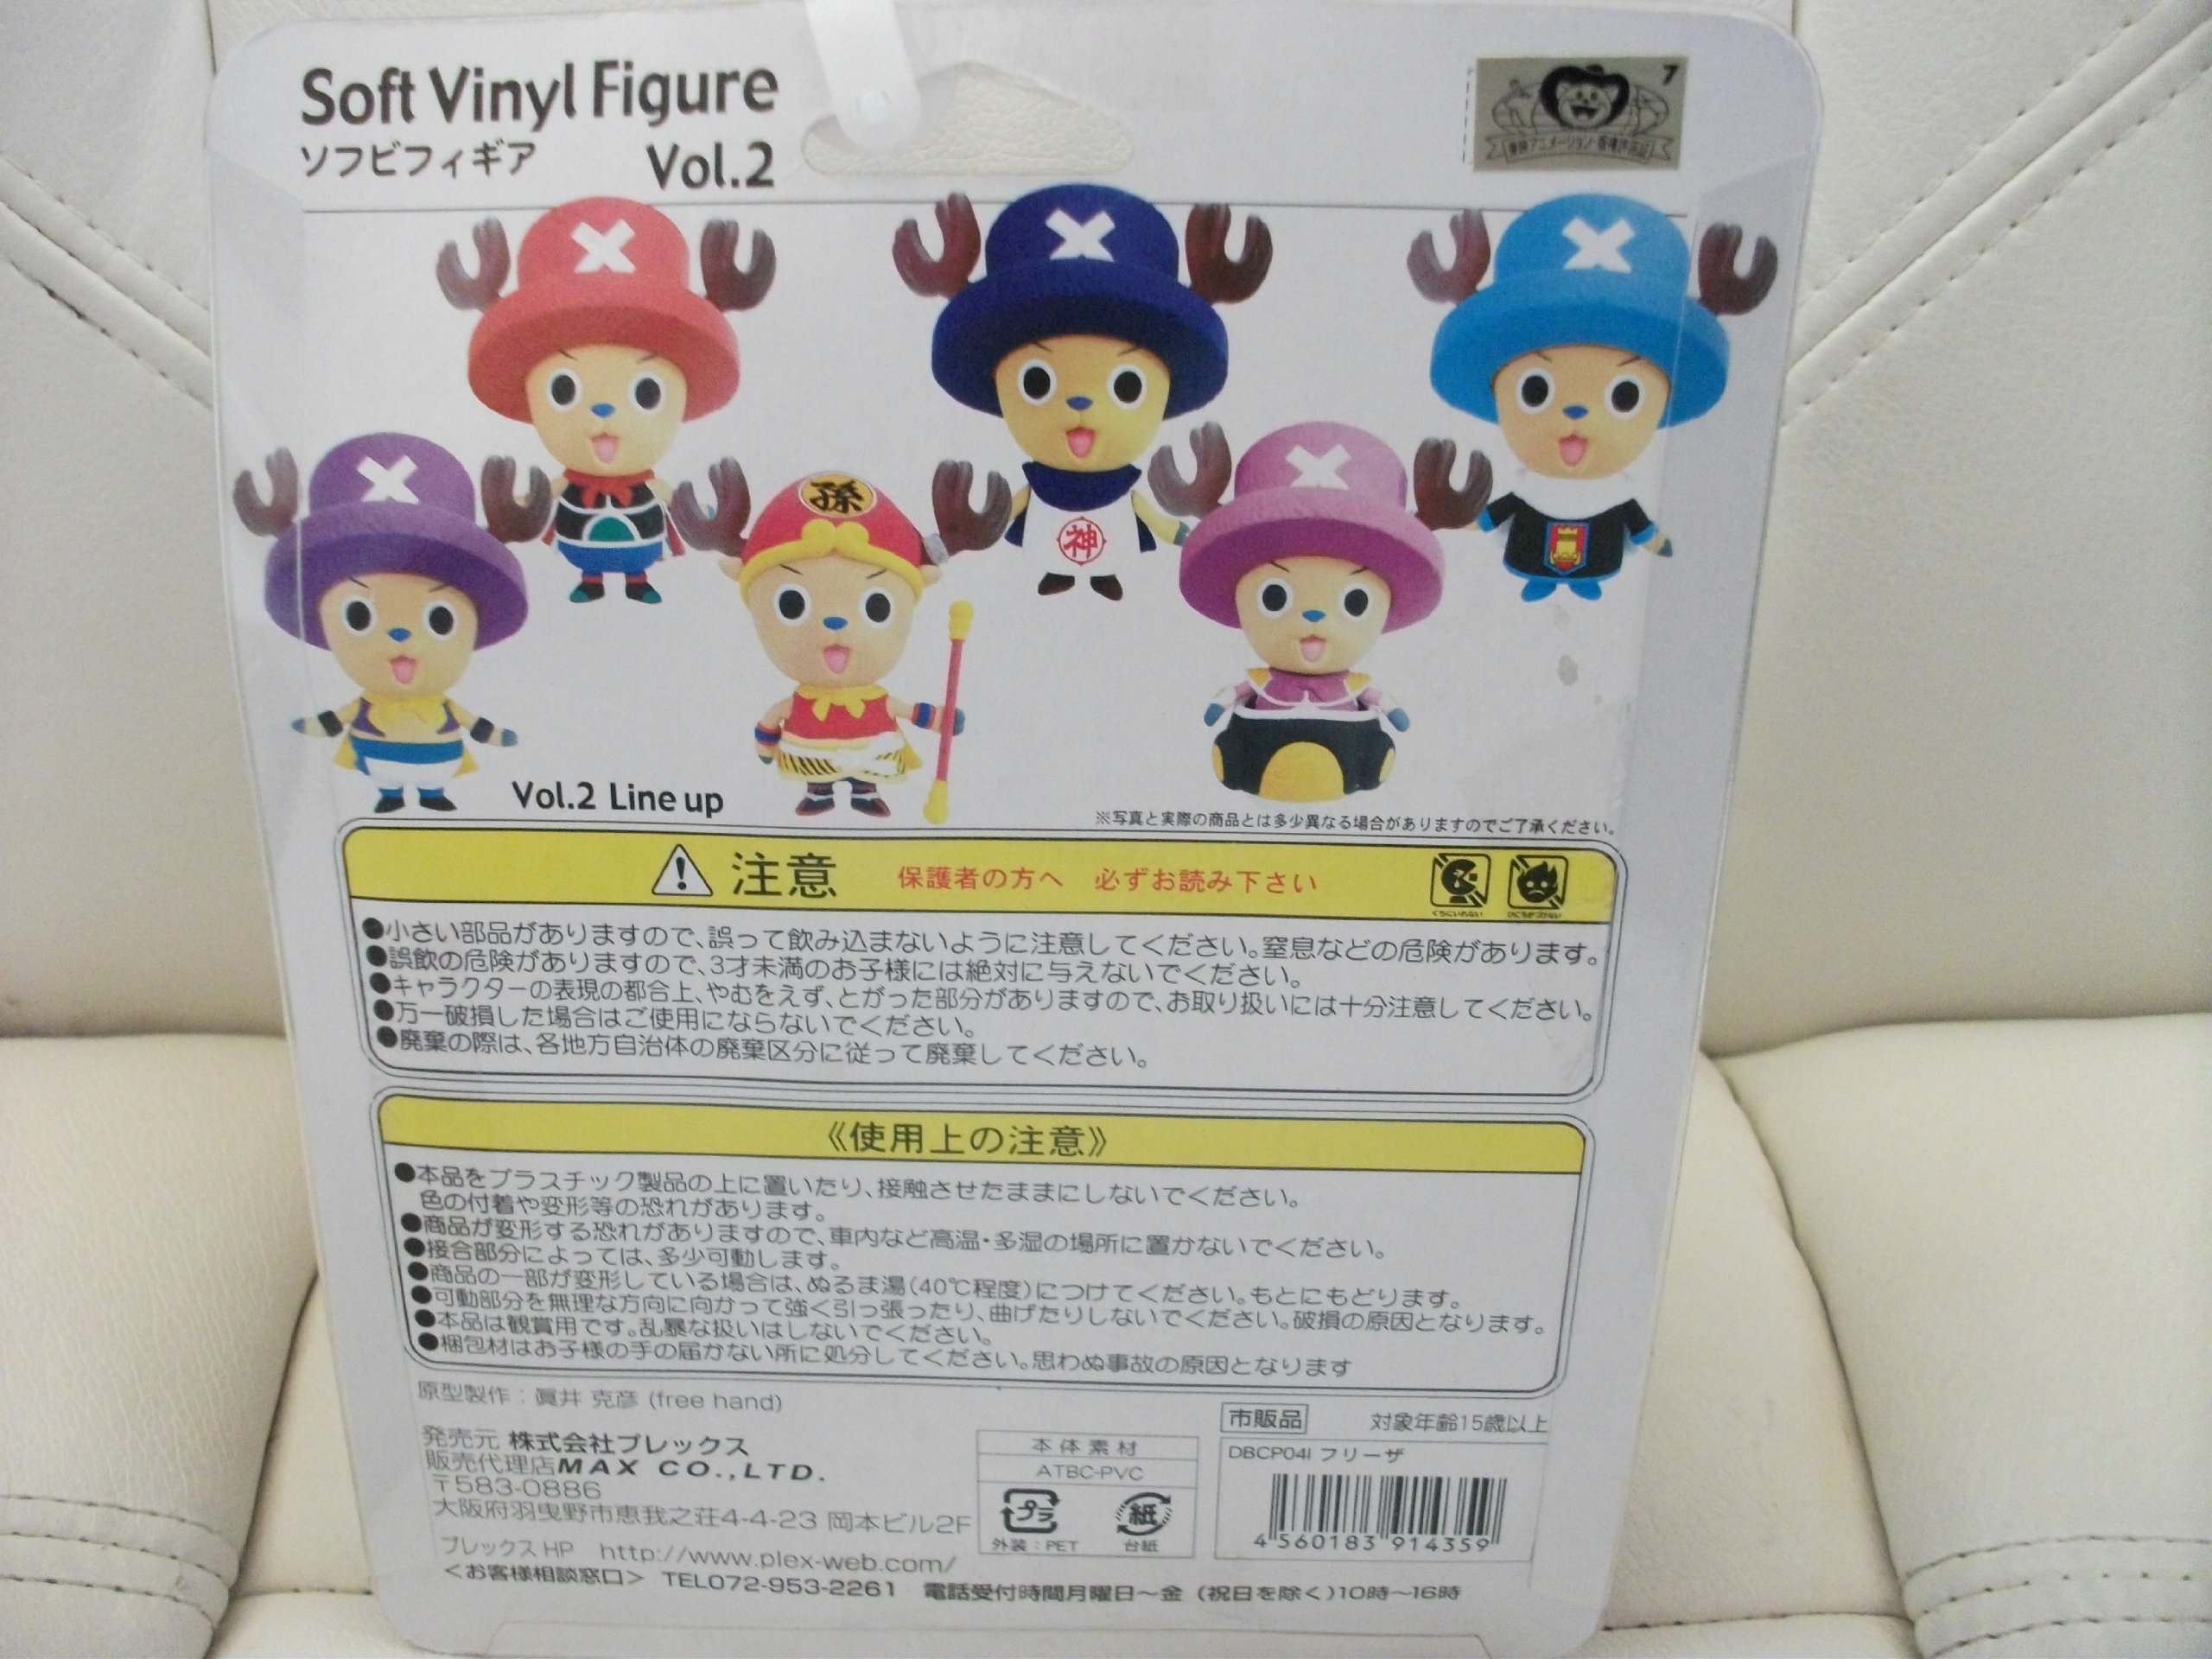 Soft Vinyl Figure
ソフビフィギア Vol.2
7
東映アニメーション 版権許諾証
孫
神
Vol.2 Line up
※写真と実際の商品とは多少異なる場合がありますのでご了承ください。
注意 保護者の方へ 必ずお読み下さい
くちにいれない
●小さい部品がありますので、誤って飲み込まないように注意してください。窒息などの危険があります。
●誤飲の危険がありますので、3才未満のお子様には絶対に与えないでください。
●キャラクターの表現の都合上、やむをえず、とがった部分がありますので、お取り扱いには十分注意してください。
●万一破損した場合はご使用にならないでください。
●廃棄の際は、各地方自治体の廃棄区分に従って廃棄してください。
《使用上の注意》
●本品をプラスチック製品の上に置いたり、接触させたままにしないでください。
色の付着や変形等の恐れがあります。
●商品が変形する恐れがありますので、車内など高温・多湿の場所に置かないでください。
●接合部分によっては、多少可動します。
●商品の一部が変形している場合は、ぬるま湯(40℃程度)につけてください。もとにもどります。
●可動部分を無理な方向に向かって強く引っ張ったり、曲げたりしないでください。破損の原因となります。
●本品は観賞用です。乱暴な扱いはしないでください。
●梱包材はお子様の手の届かない所に処分してください。思わぬ事故の原因となります
原型製作：眞井 克彦 (free hand)
発売元 株式会社プレックス
販売代理店MAX CO.,LTD.
〒583-0886
大阪府羽曳野市恵我之荘4-4-23 岡本ビル2F
プレックス HP http://www.plex-web.com/
＜お客様相談窓口＞ TEL072-953-2261 電話受付時間月曜日～金（祝日を除く）10時～16時
本体素材
ATBC-PVC
プラ
紙
外装：PET
台紙
市販品 対象年齢15歳以上
DBCP04I フリーザ
4 560183 914359